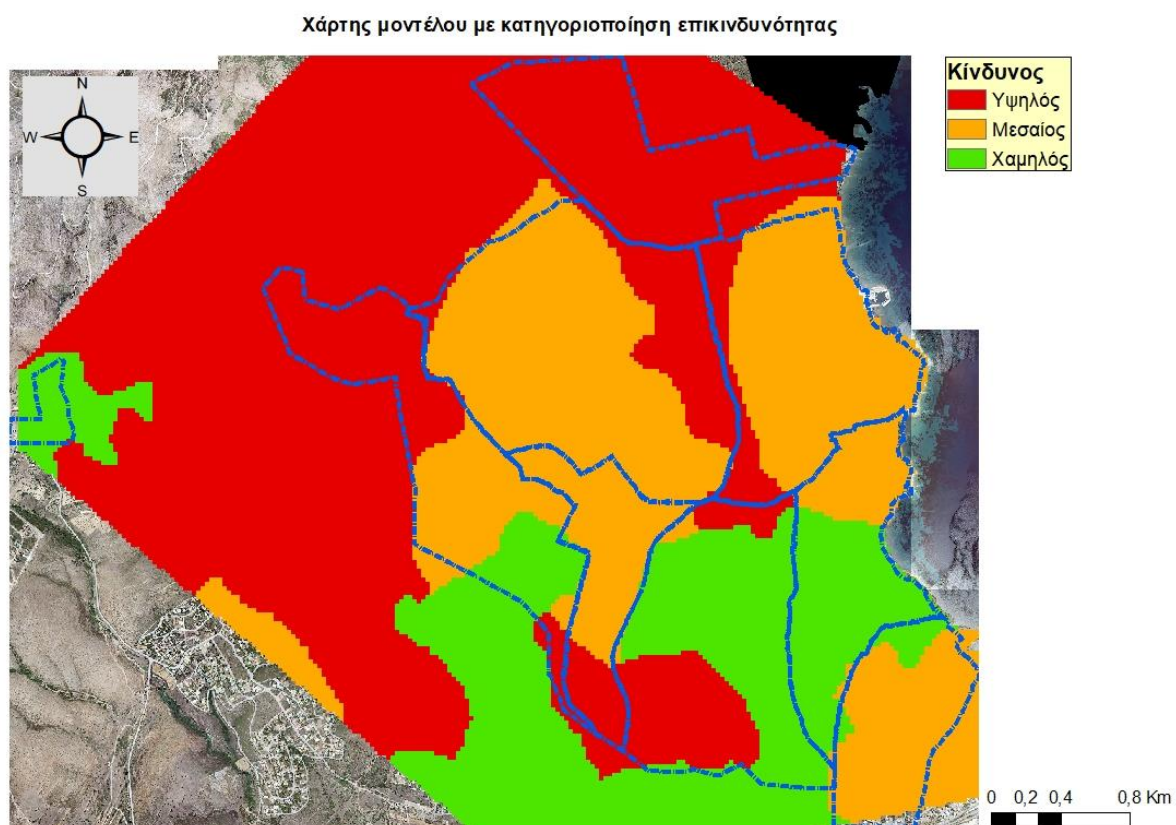 Χάρτης μοντέλου με κατηγοριοποίηση επικινδυνότητας
N
W E
S
Κίνδυνος
Υψηλός
Μεσαίος
Χαμηλός
0 0,2 0,4 0,8 Km